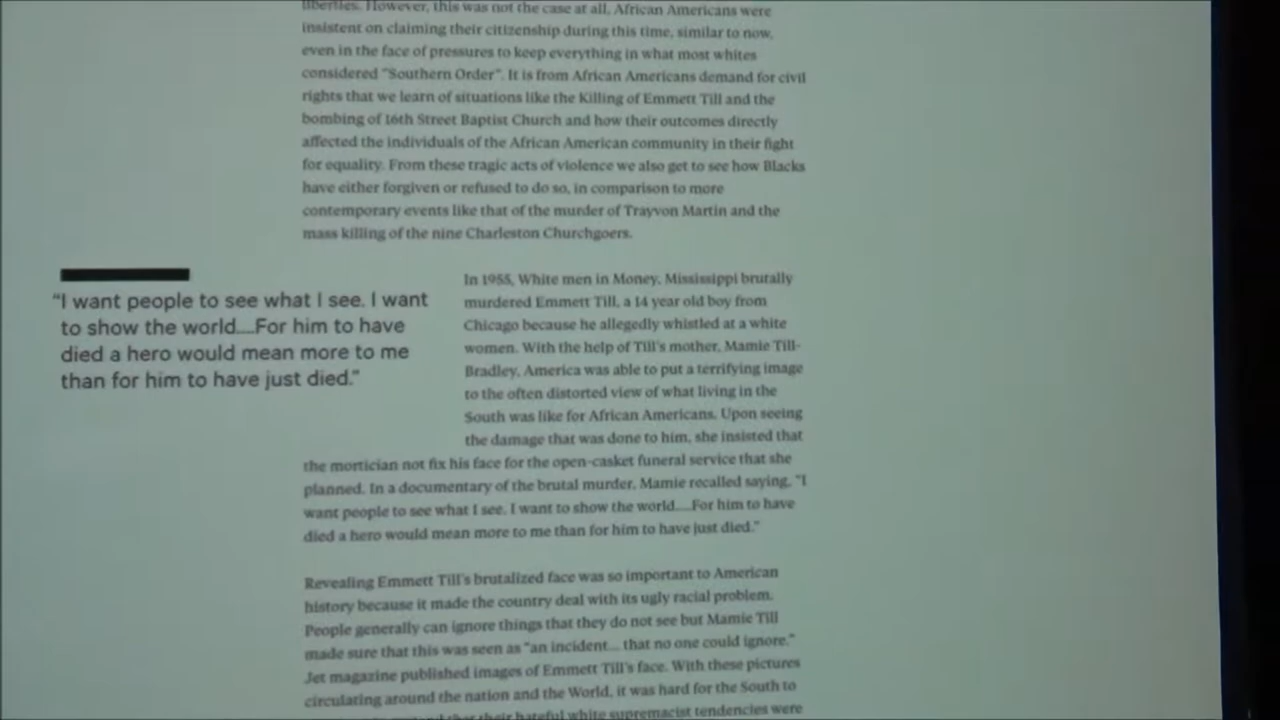 liberties. However, this was not the case at all. African Americans were
insistent on claiming their citizenship during this time, similar to now,
even in the face of pressures to keep everything in what most whites
considered "Southern Order". It is from African Americans demand for civil
rights that we learn of situations like the Killing of Emmett Till and the
bombing of 16th Street Baptist Church and how their outcomes directly
affected the individuals of the African American community in their fight
for equality. From these tragic acts of violence we also get to see how Blacks
have either forgiven or refused to do so, in comparison to more
contemporary events like that of the murder of Trayvon Martin and the
mass killing of the nine Charleston Churchgoers.
"I want people to see what I see. I want
to show the world....For him to have
died a hero would mean more to me
than for him to have just died."
In 1955, White men in Money, Mississippi brutally
murdered Emmett Till, a 14 year old boy from
Chicago because he allegedly whistled at a white
women. With the help of Till's mother, Mamie Till-
Bradley, America was able to put a terrifying image
to the often distorted view of what living in the
South was like for African Americans. Upon seeing
the damage that was done to him, she insisted that
the mortician not fix his face for the open-casket funeral service that she
planned. In a documentary of the brutal murder, Mamie recalled saying, "I
want people to see what I see. I want to show the world....For him to have
died a hero would mean more to me than for him to have just died."
Revealing Emmett Till's brutalized face was so important to American
history because it made the country deal with its ugly racial problem.
People generally can ignore things that they do not see but Mamie Till
made sure that this was seen as "an incident... that no one could ignore."
Jet magazine published images of Emmett Till's face. With these pictures
circulating around the nation and the World, it was hard for the South to
that their hateful white supremacist tendencies were